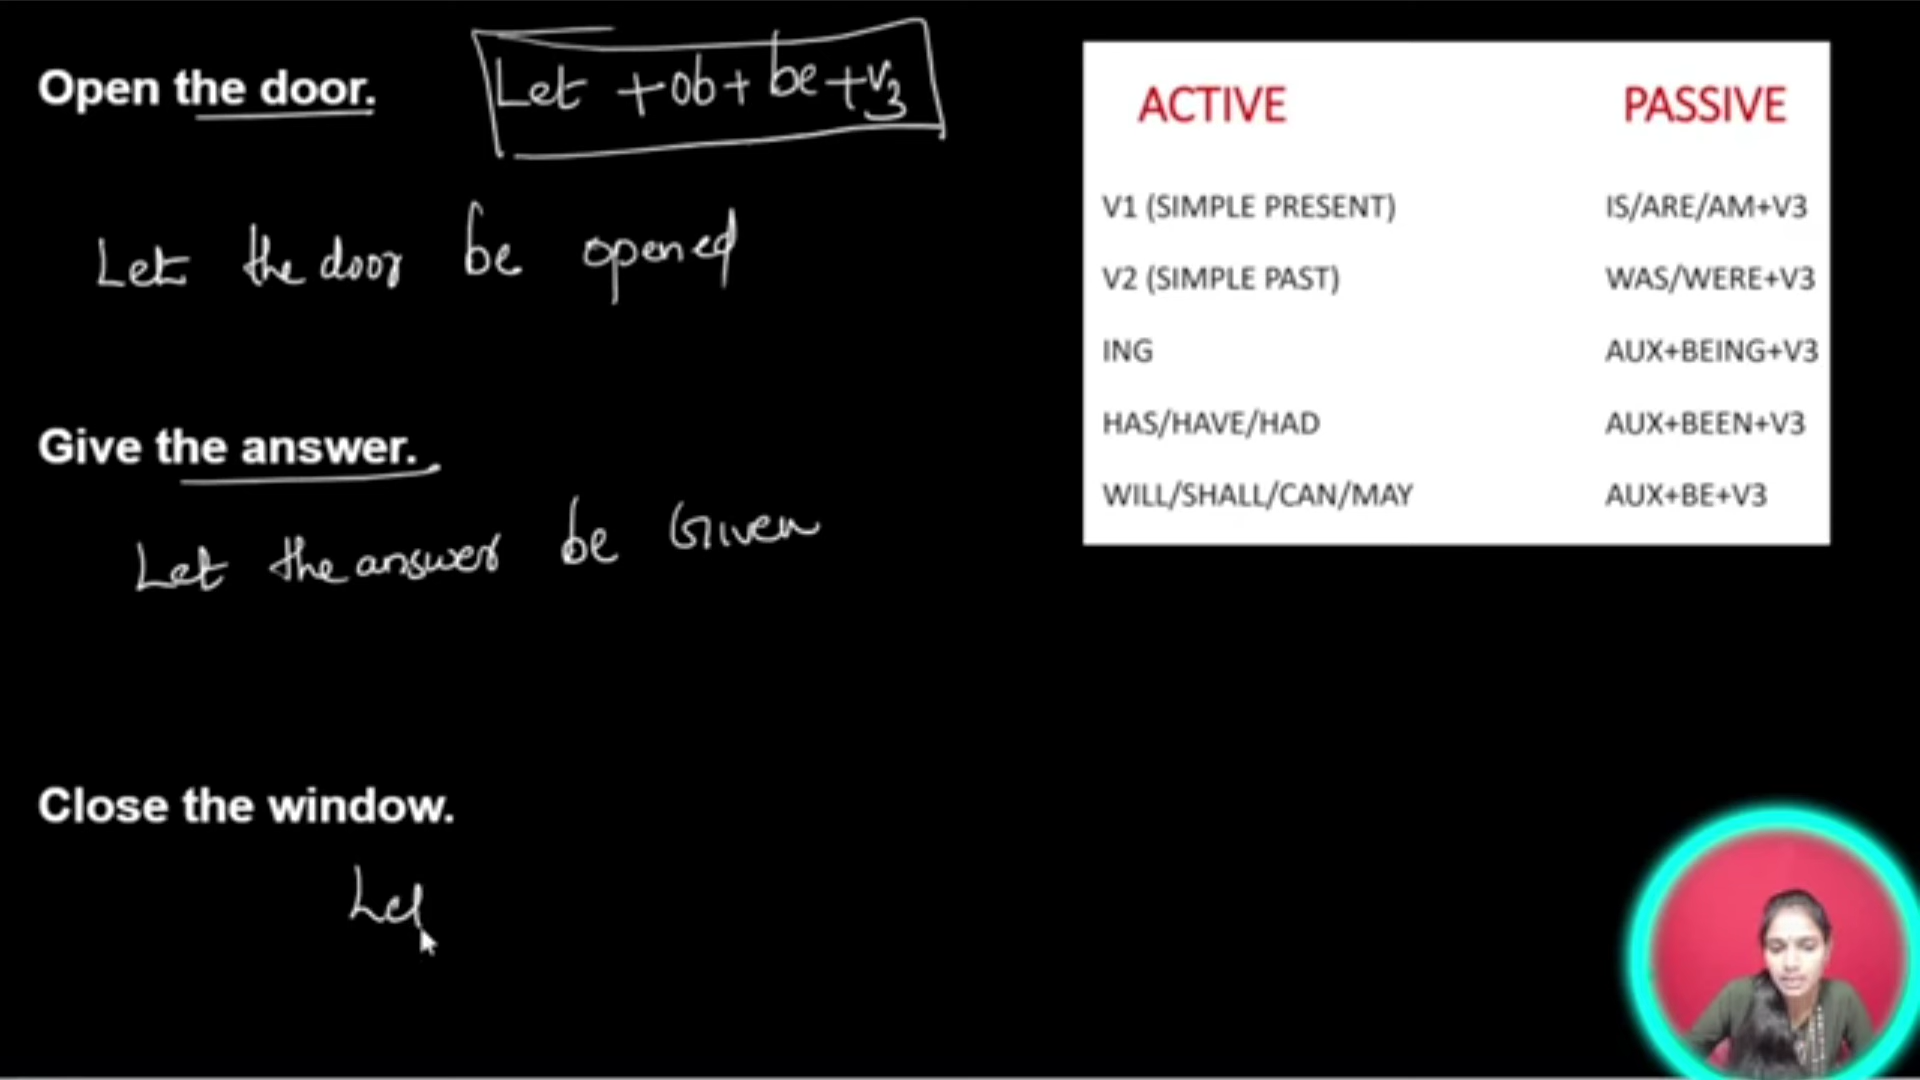 Open the door.
Let + ob + be + v3
Let the door be opened
Give the answer.
Let the answer be Given
Close the window.
Let
ACTIVE PASSIVE
V1 (SIMPLE PRESENT) IS/ARE/AM+V3
V2 (SIMPLE PAST) WAS/WERE+V3
ING AUX+BEING+V3
HAS/HAVE/HAD AUX+BEEN+V3
WILL/SHALL/CAN/MAY AUX+BE+V3